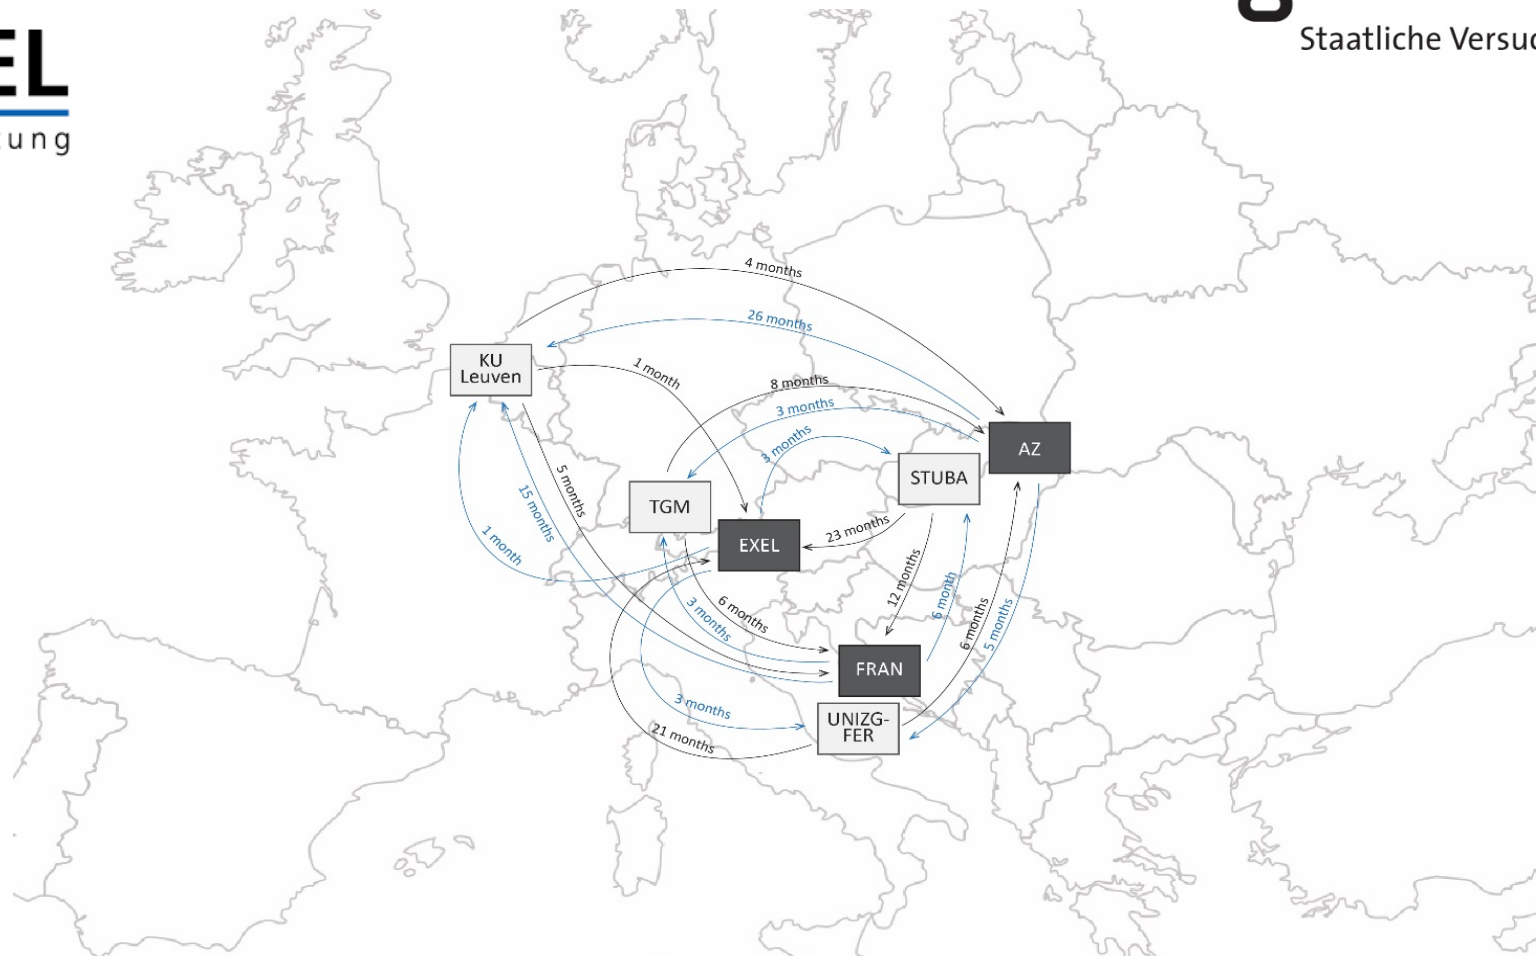 EL
tung
Staatliche Versuc
4 months
26 months
KU
Leuven
1 month
8 months
3 months
3 months
AZ
STUBA
TGM
EXEL
5 months
15 months
1 month
23 months
12 months
6 month
6 months
5 months
6 months
3 months
FRAN
3 months
UNIZG-
FER
21 months